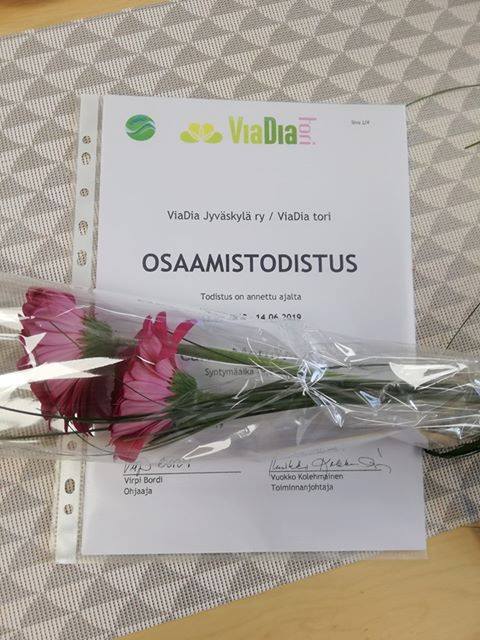 ViaDia tori
Sivu 1/4
ViaDia Jyväskylä ry / ViaDia tori
OSAAMISTODISTUS
Todistus on annettu ajalta
14.06.2019
Syntymäaika
Virpi Bordi
Ohjaaja
Vuokko Kolehmainen
Toiminnanjohtaja